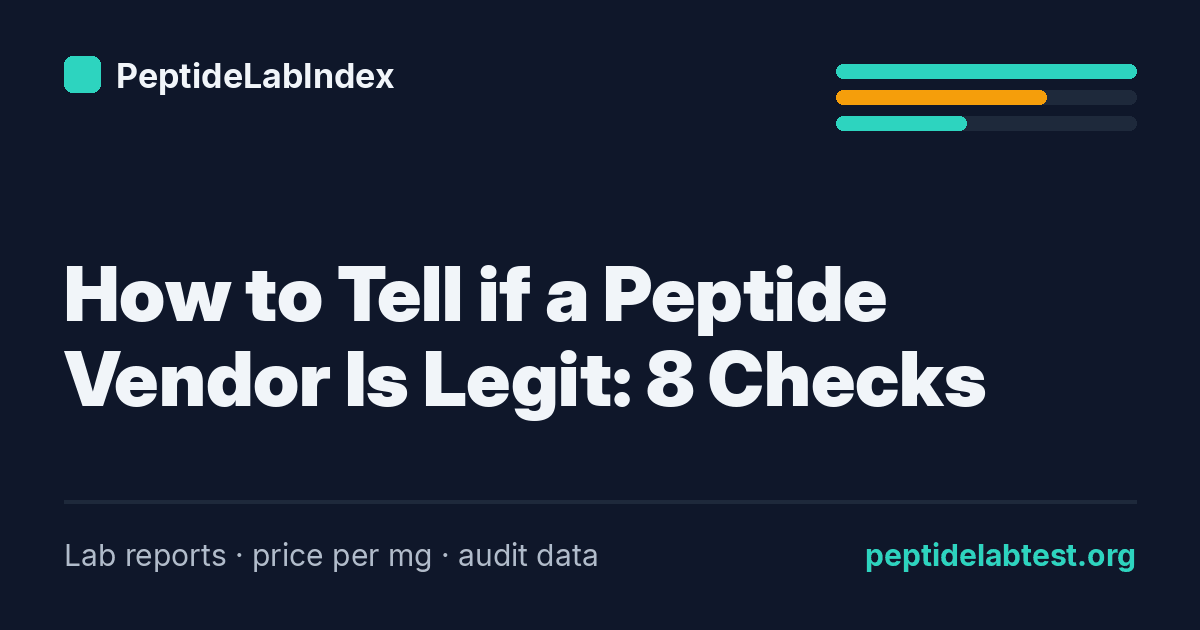 PeptideLabIndex
How to Tell if a Peptide
Vendor Is Legit: 8 Checks
Lab reports · price per mg · audit data
peptidelabtest.org